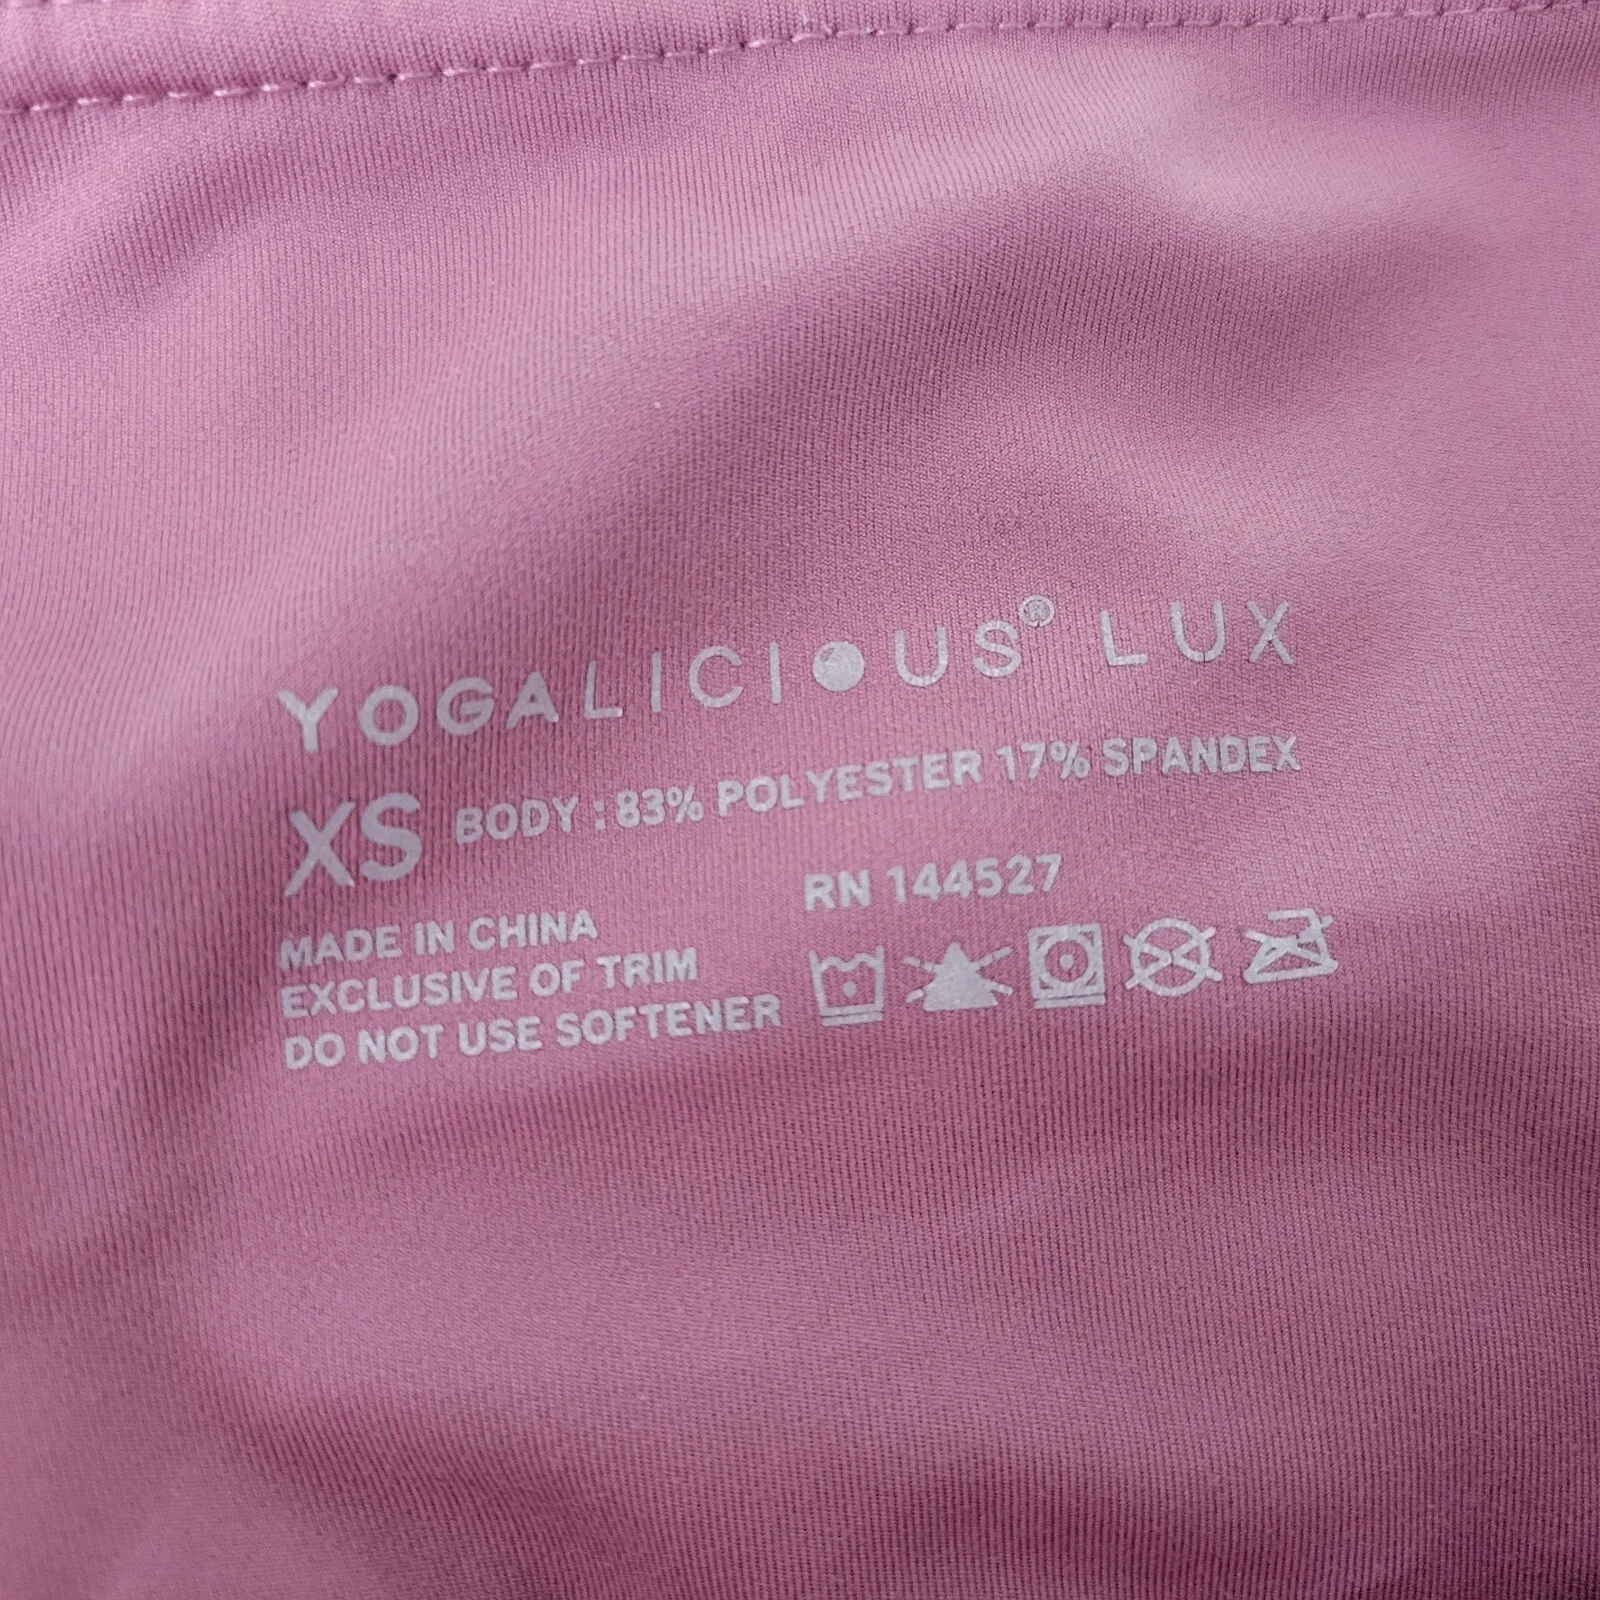 YOGALICIOUS® LUX
XS BODY : 83% POLYESTER 17% SPANDEX
RN 144527
MADE IN CHINA
EXCLUSIVE OF TRIM
DO NOT USE SOFTENER